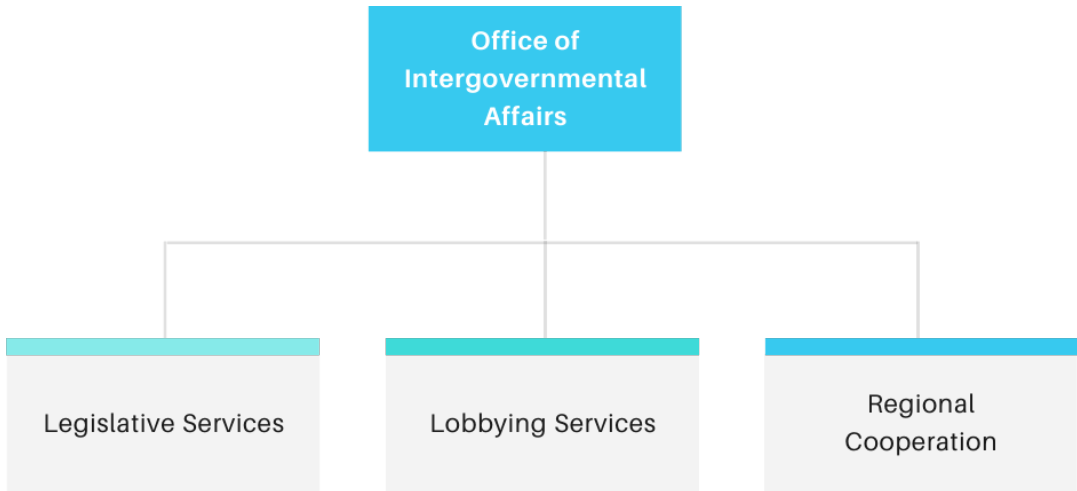 Office of
Intergovernmental
Affairs
Legislative Services
Lobbying Services
Regional
Cooperation